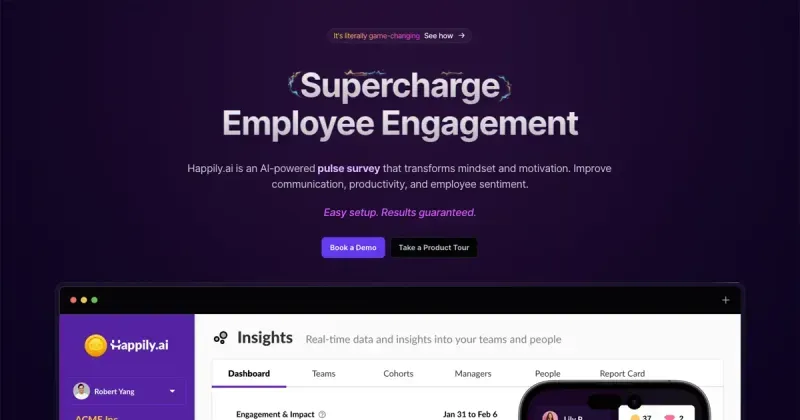 It's literally game-changing See how →
Supercharge
Employee Engagement
Happily.ai is an AI-powered pulse survey that transforms mindset and motivation. Improve
communication, productivity, and employee sentiment.
Easy setup. Results guaranteed.
Book a Demo
Take a Product Tour
Happily.ai
Insights
Real-time data and insights into your teams and people
Robert Yang
Dashboard
Teams
Cohorts
Managers
People
Report Card
ACME Inc
Engagement & Impact
Jan 31 to Feb 6
Lily P
37
2